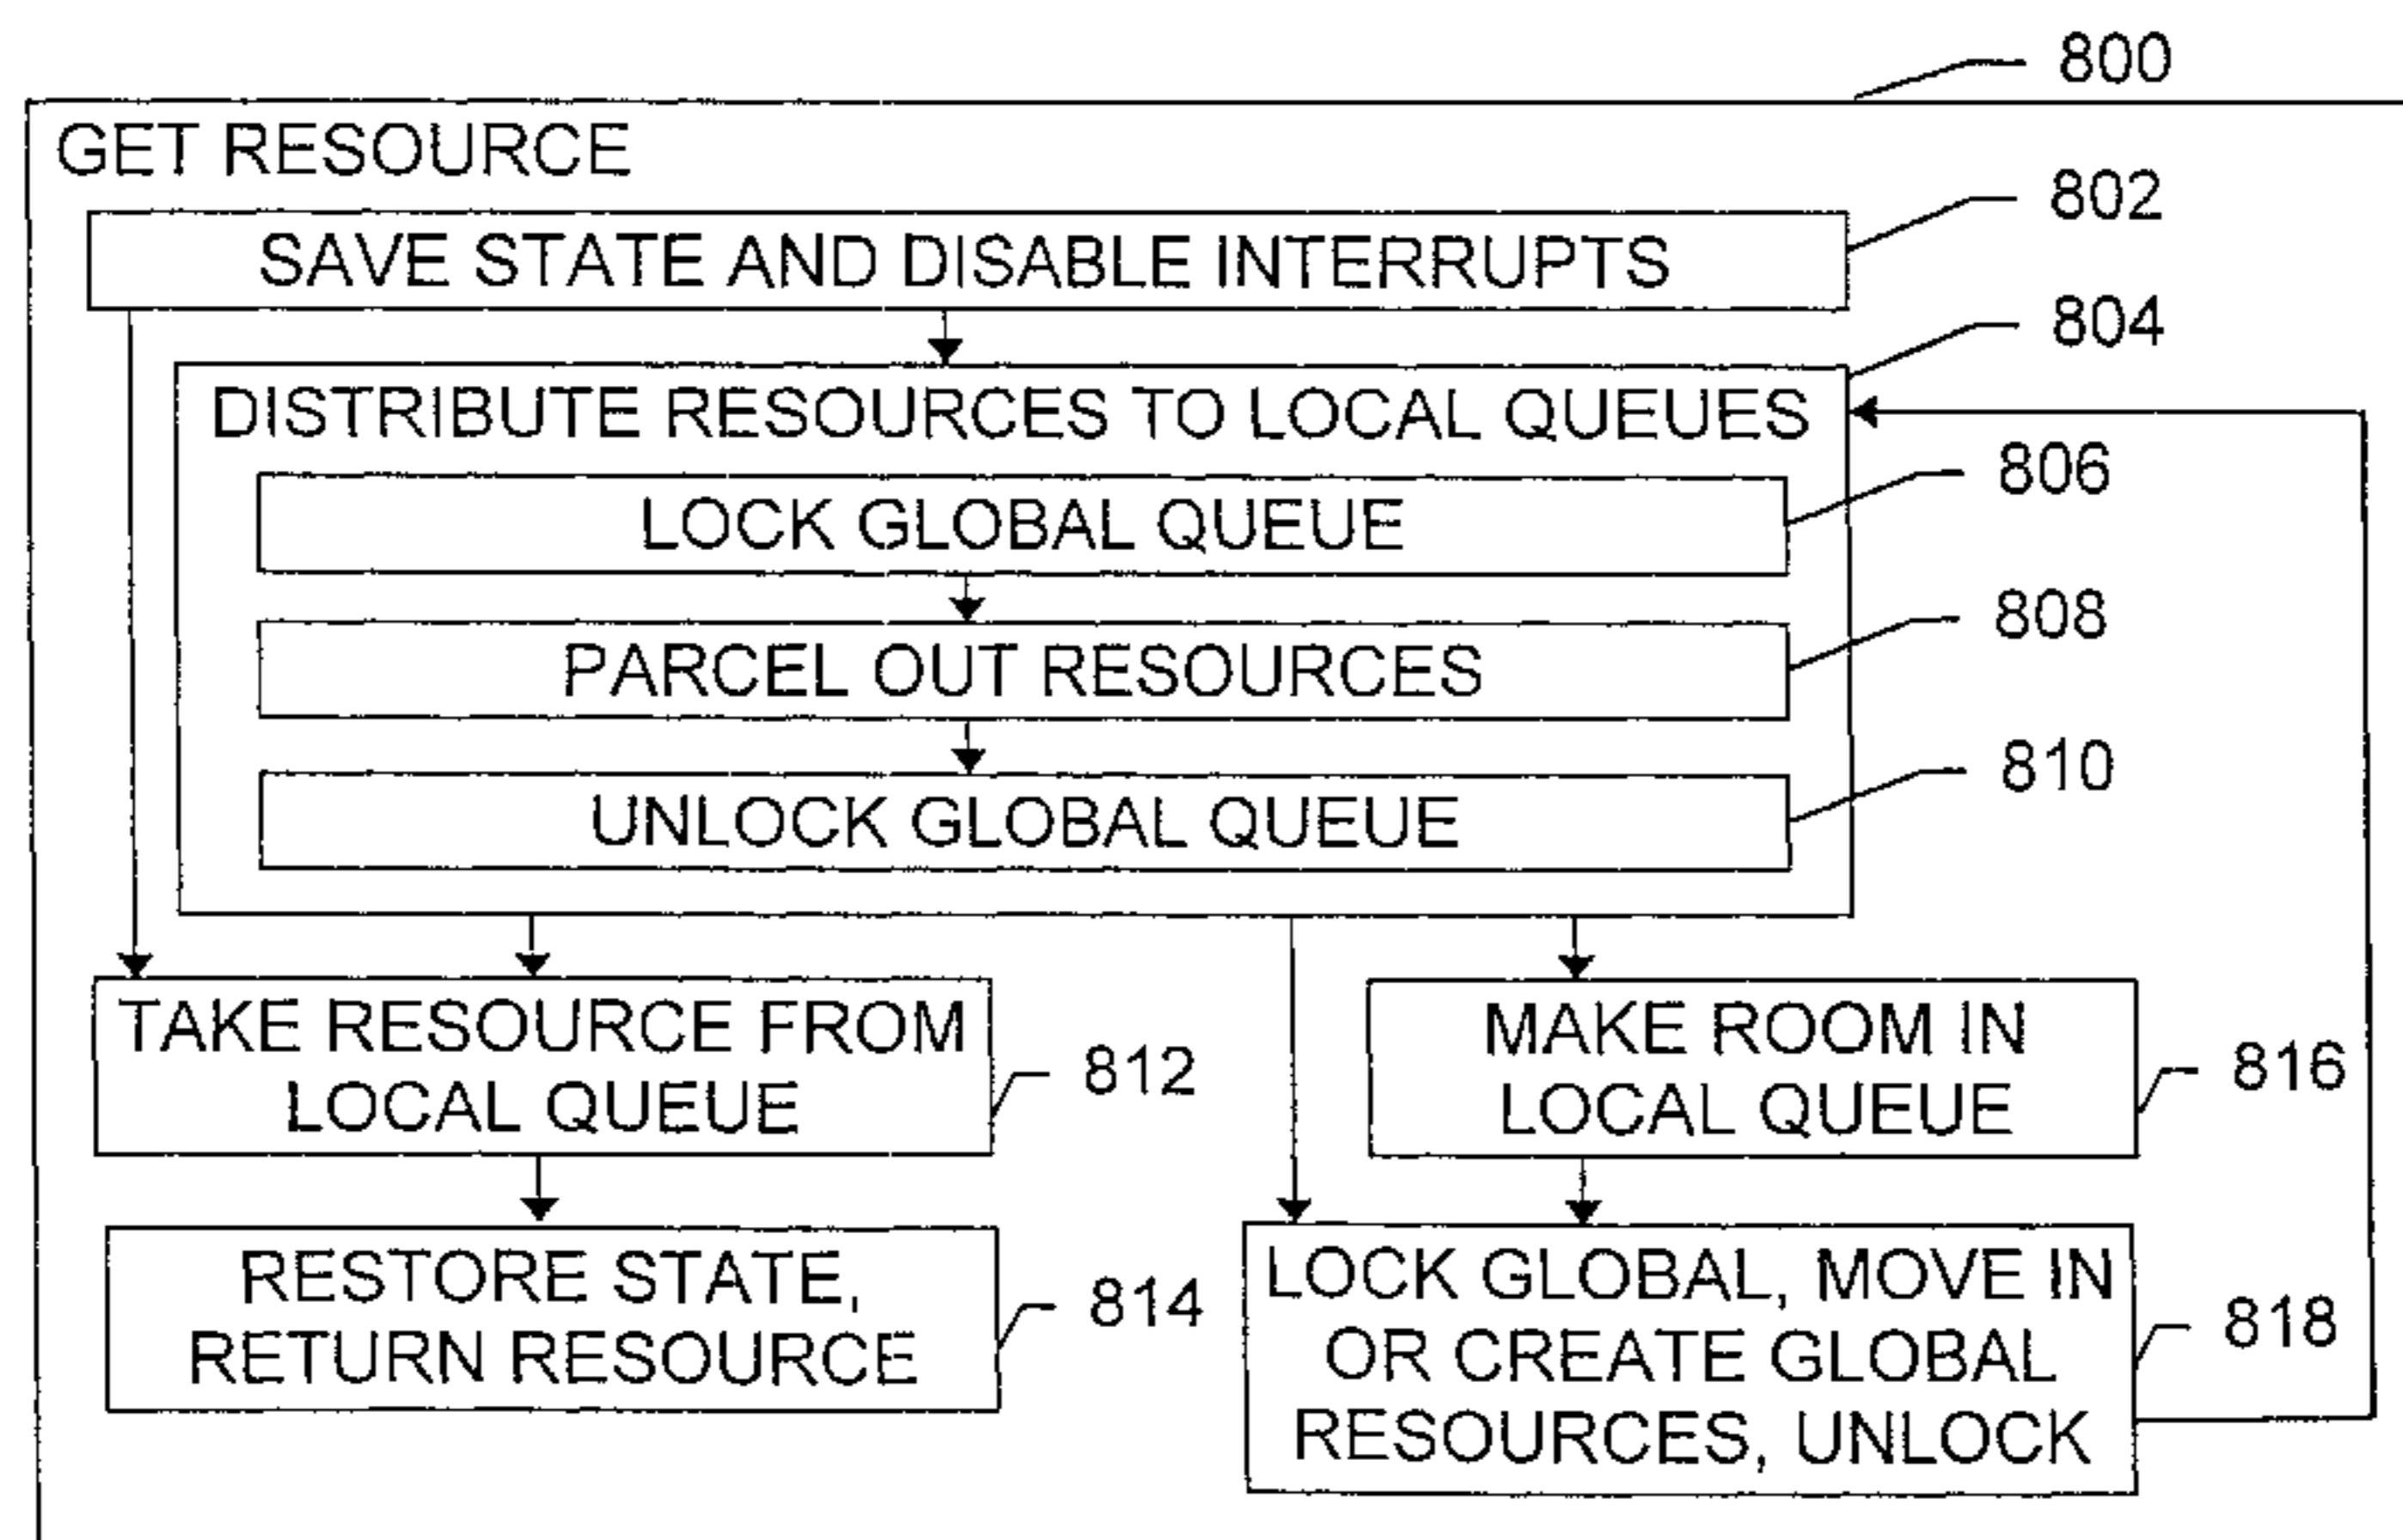 800
GET RESOURCE
802
SAVE STATE AND DISABLE INTERRUPTS
804
DISTRIBUTE RESOURCES TO LOCAL QUEUES
806
LOCK GLOBAL QUEUE
808
PARCEL OUT RESOURCES
810
UNLOCK GLOBAL QUEUE
TAKE RESOURCE FROM
LOCAL QUEUE
812
MAKE ROOM IN
LOCAL QUEUE
816
RESTORE STATE,
RETURN RESOURCE
814
LOCK GLOBAL, MOVE IN
OR CREATE GLOBAL
RESOURCES, UNLOCK
818